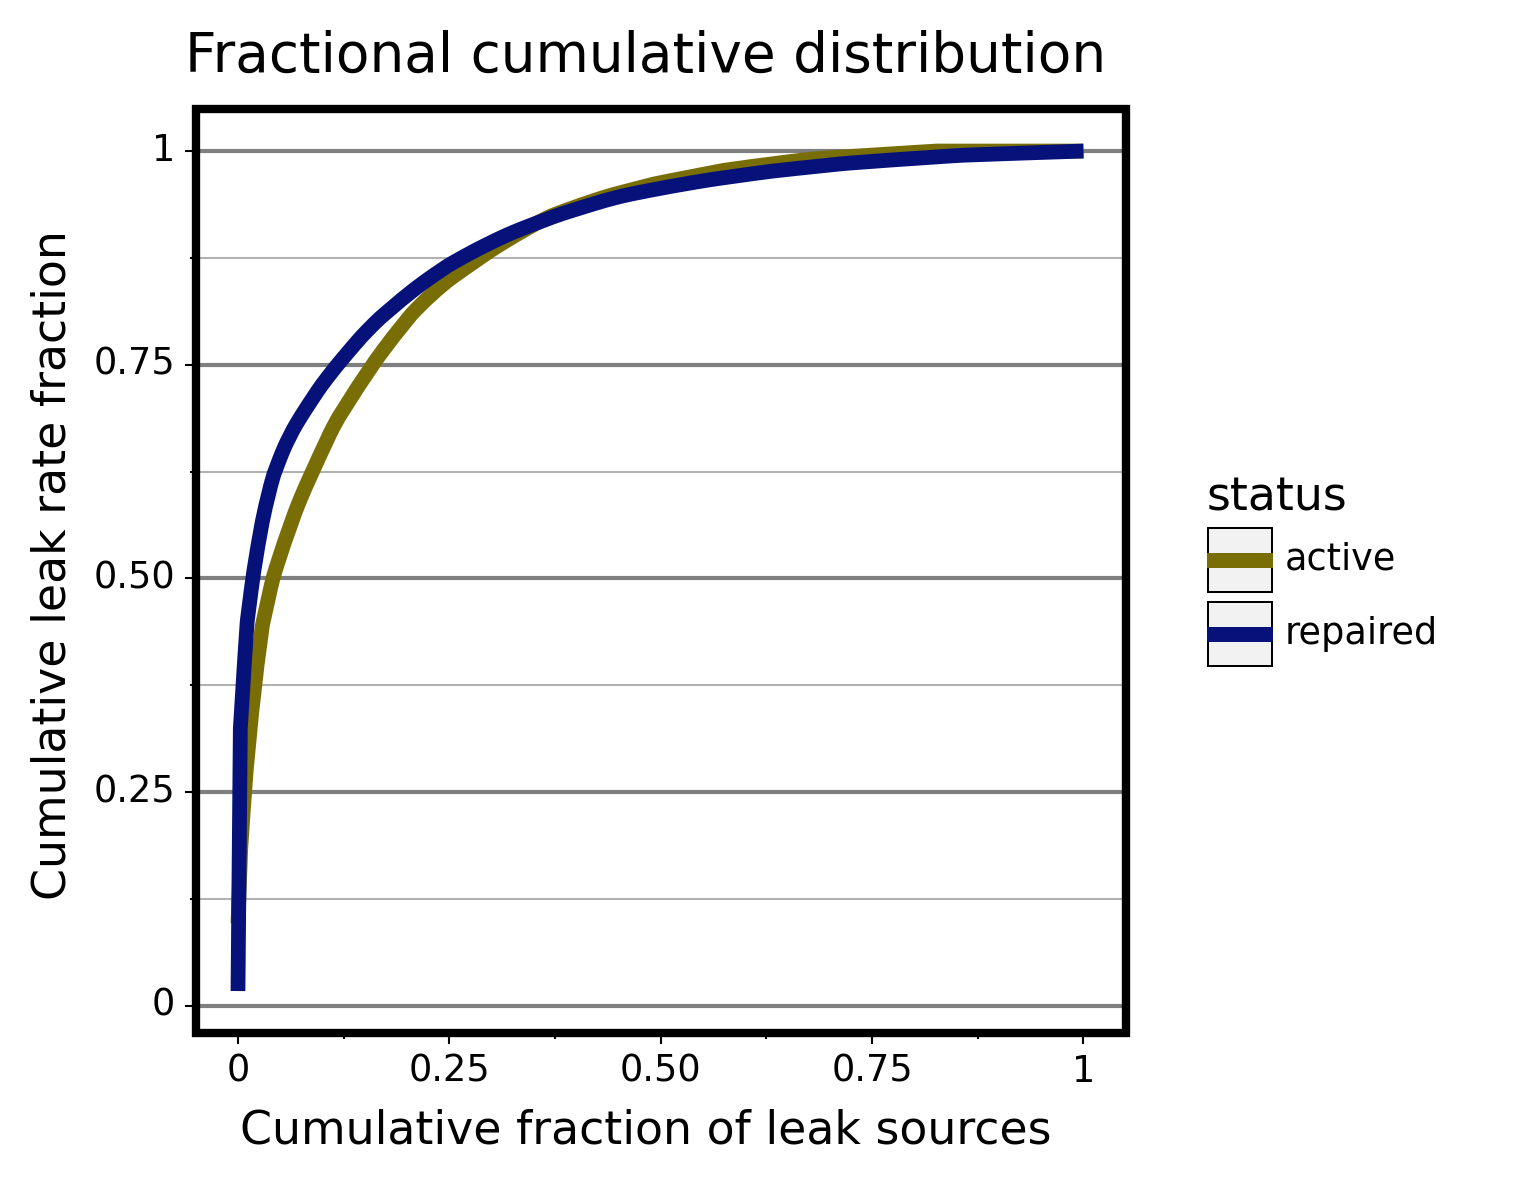 Fractional cumulative distribution
Cumulative leak rate fraction
1
0.75
0.50
0.25
0
0 0.25 0.50 0.75 1
Cumulative fraction of leak sources
status
active
repaired